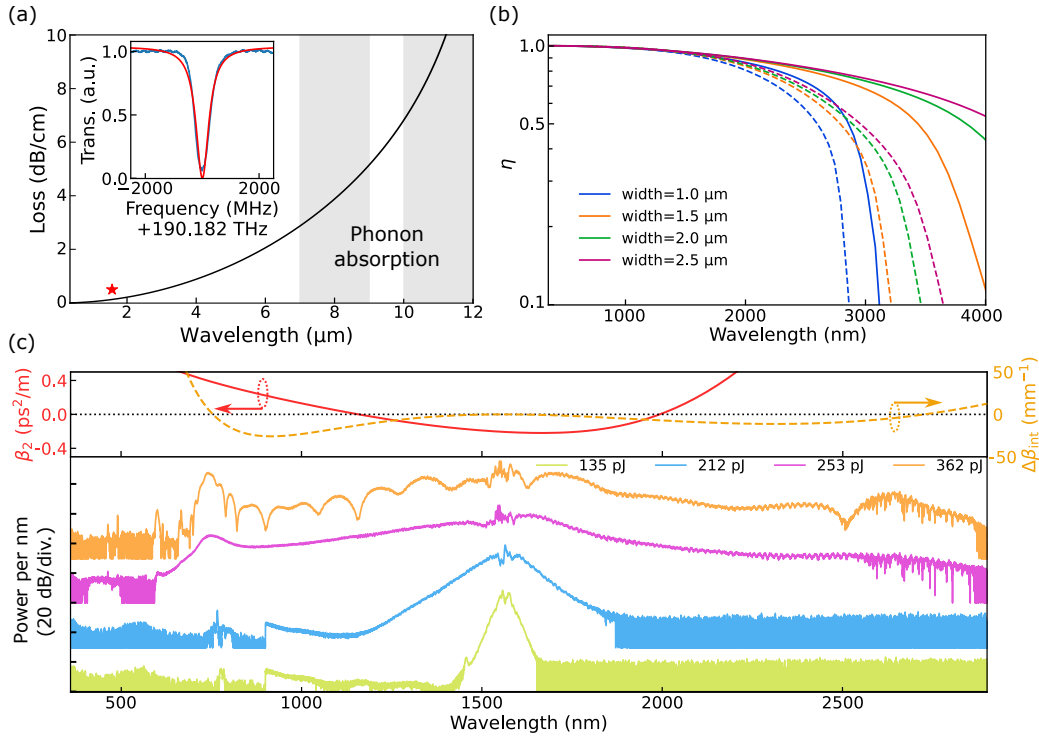 (a)
10
8
6
4
2
0
Loss (dB/cm)
1.0
0.5
0.0
Trans. (a.u.)
−2000
2000
Frequency (MHz)
+190.182 THz
Phonon
absorption
2
4
6
8
10
12
Wavelength (μm)
(b)
1.0
0.5
0.1
η
width=1.0 μm
width=1.5 μm
width=2.0 μm
width=2.5 μm
1000
2000
3000
4000
Wavelength (nm)
(c)
0.4
0.0
-0.4
β2 (ps²/m)
50
0
-50
Δβint (mm⁻¹)
135 pJ
212 pJ
253 pJ
362 pJ
Power per nm
(20 dB/div.)
500
1000
1500
2000
2500
Wavelength (nm)